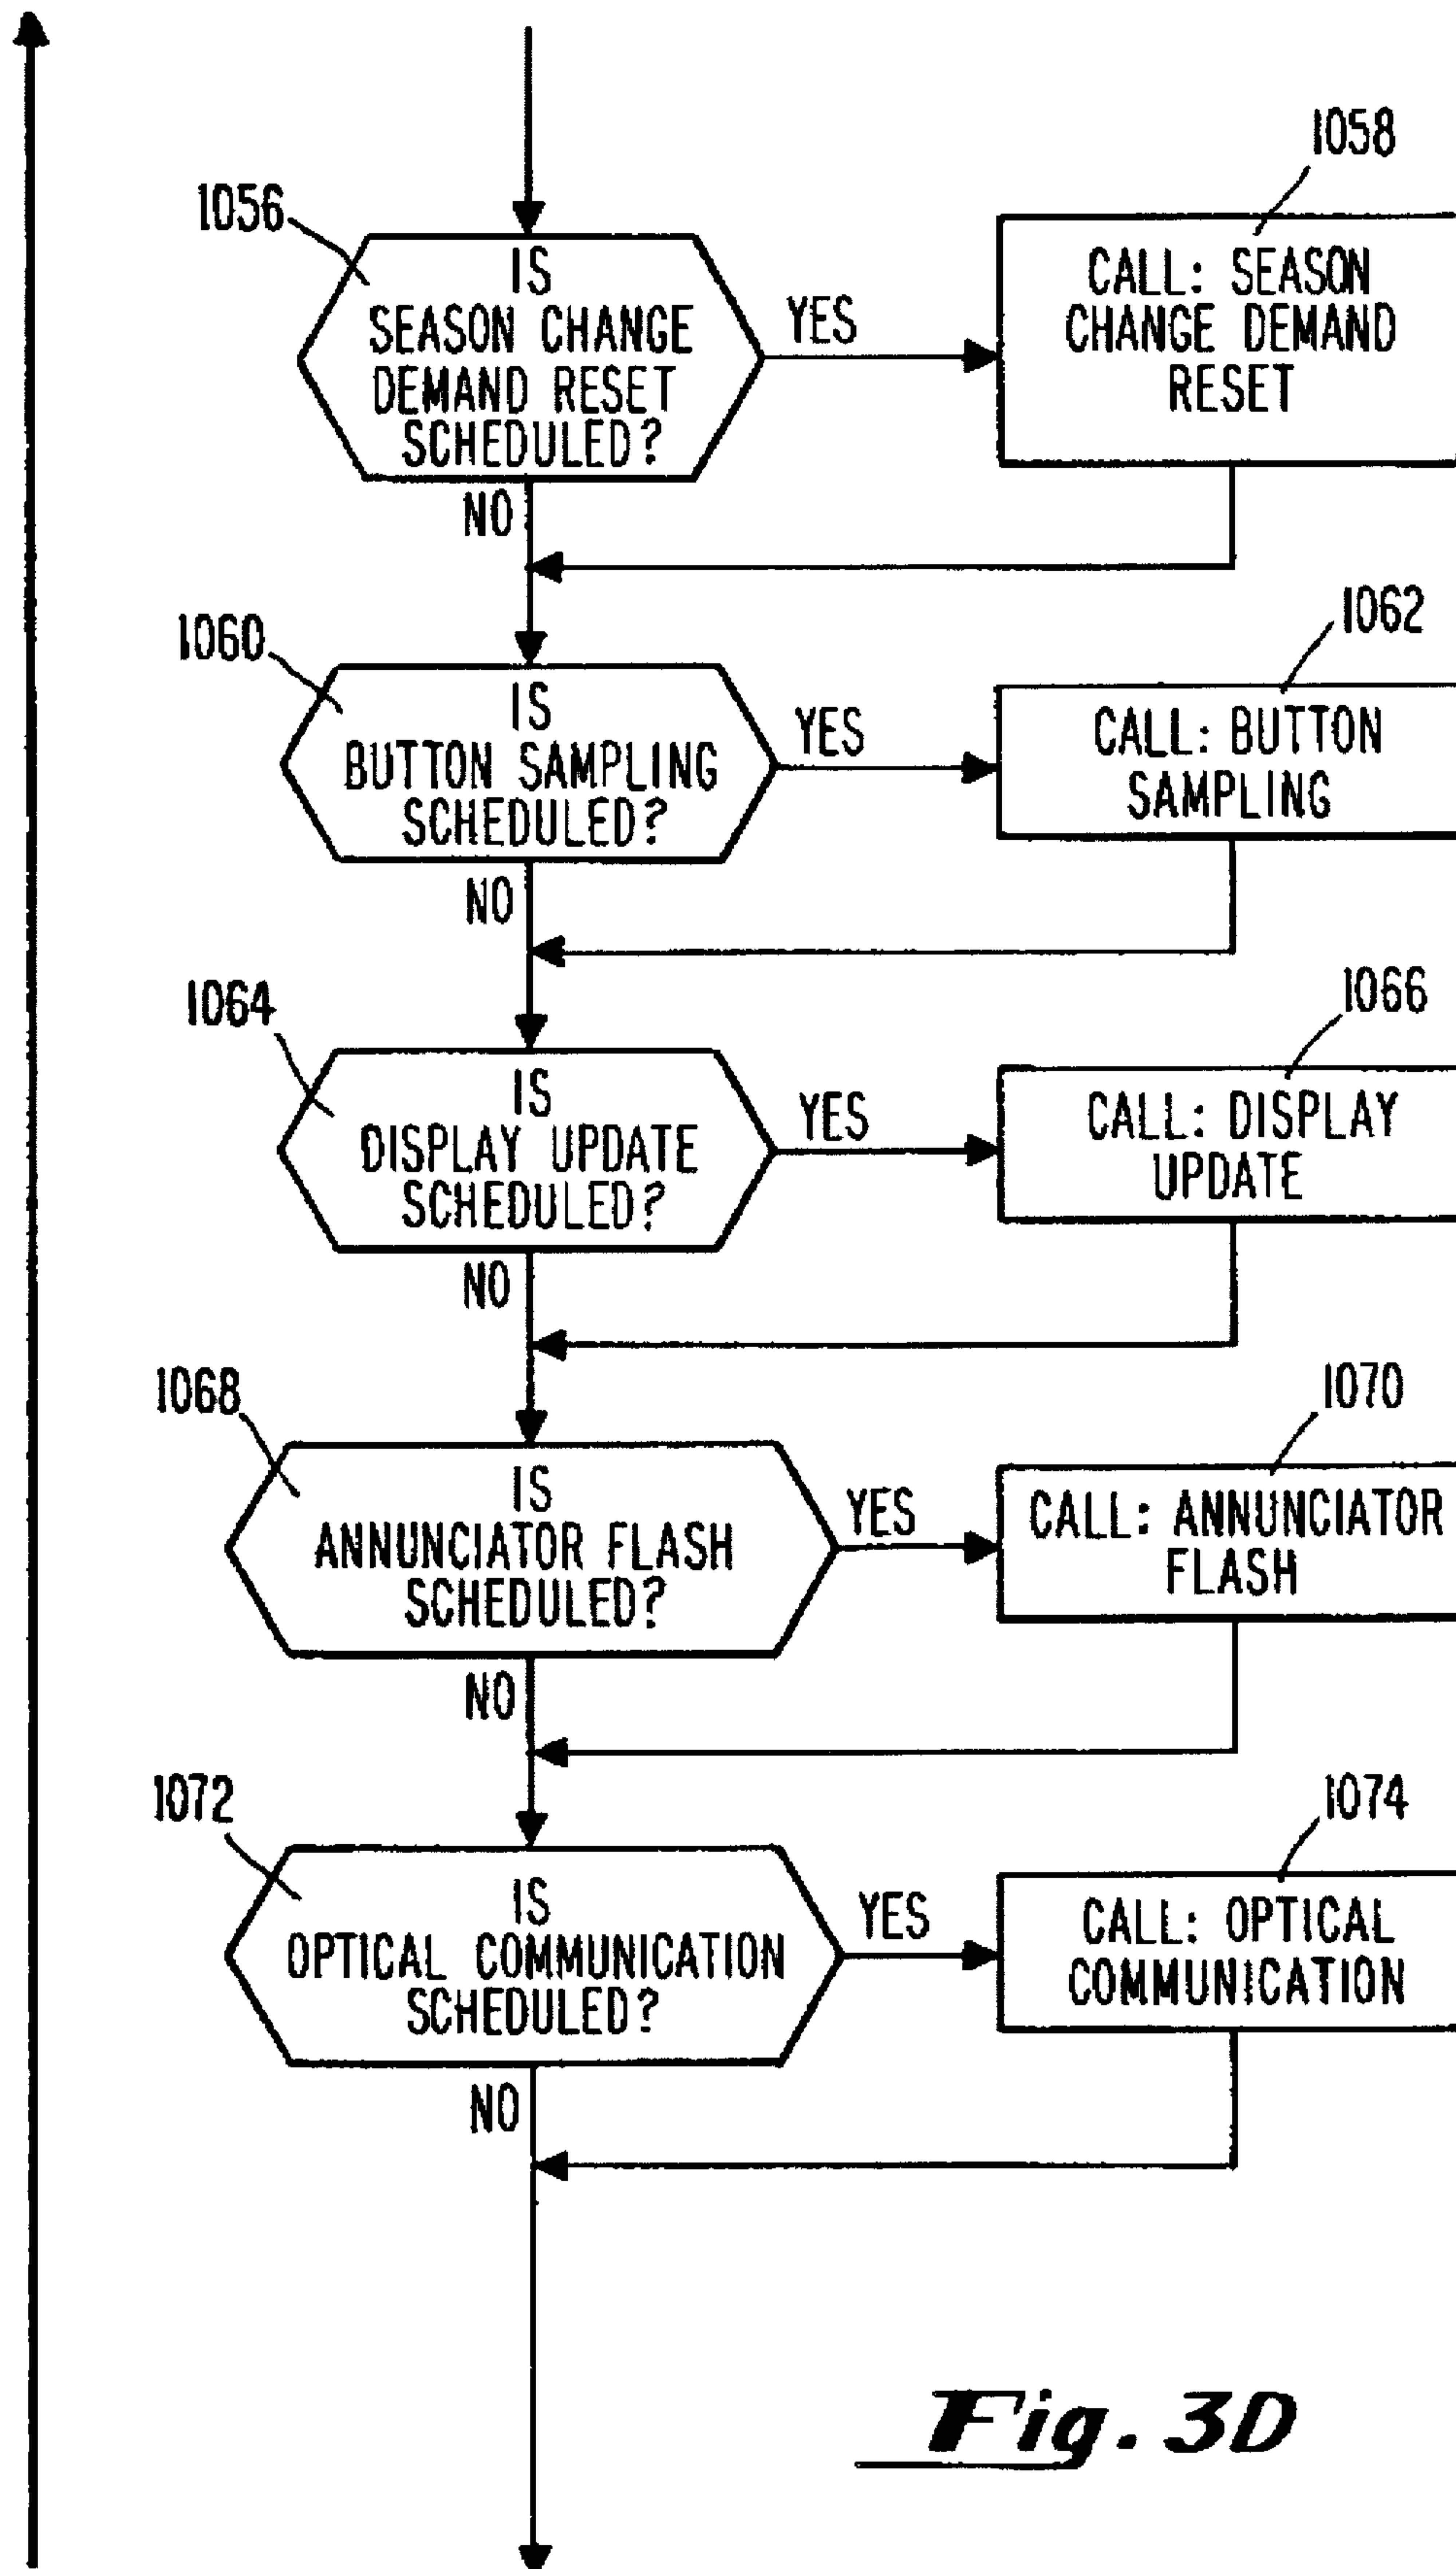 1058
1056
IS
SEASON CHANGE
DEMAND RESET
SCHEDULED?
YES
CALL: SEASON
CHANGE DEMAND
RESET
NO
1060
1062
IS
BUTTON SAMPLING
SCHEDULED?
YES
CALL: BUTTON
SAMPLING
NO
1064
1066
IS
DISPLAY UPDATE
SCHEDULED?
YES
CALL: DISPLAY
UPDATE
NO
1068
1070
IS
ANNUNCIATOR FLASH
SCHEDULED?
YES
CALL: ANNUNCIATOR
FLASH
NO
1072
1074
IS
OPTICAL COMMUNICATION
SCHEDULED?
YES
CALL: OPTICAL
COMMUNICATION
NO
Fig. 3D